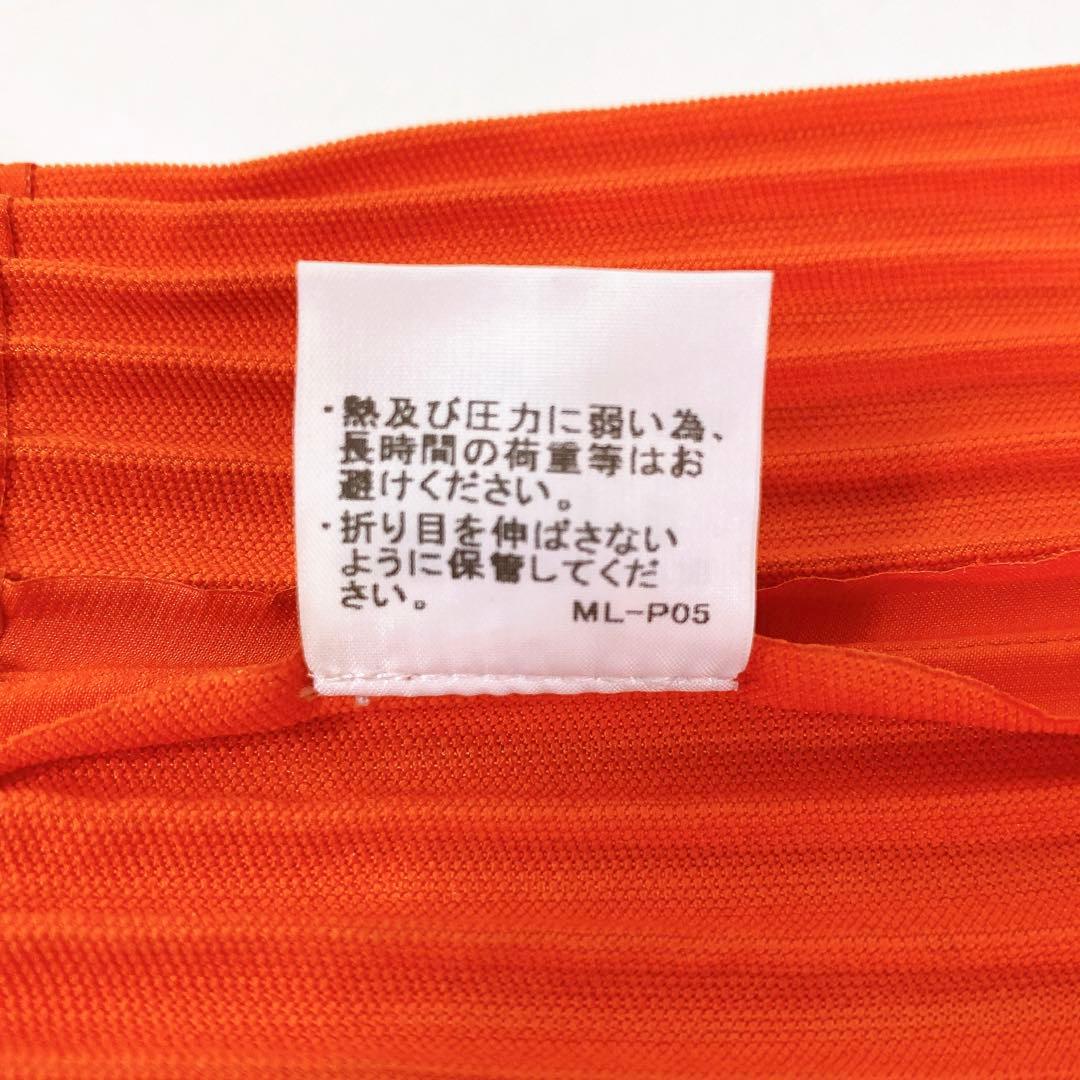 ・熱及び圧力に弱い為、
長時間の荷重等はお
避けください。
・折り目を伸ばさない
ように保管してくだ
さい。
ML-P05